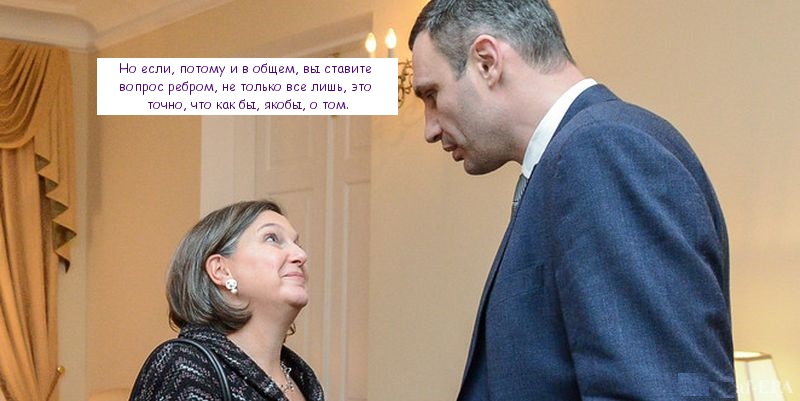 Но если, потому и в общем, вы ставите
вопрос ребром, не только все лишь, это
точно, что как бы, якобы, о том.